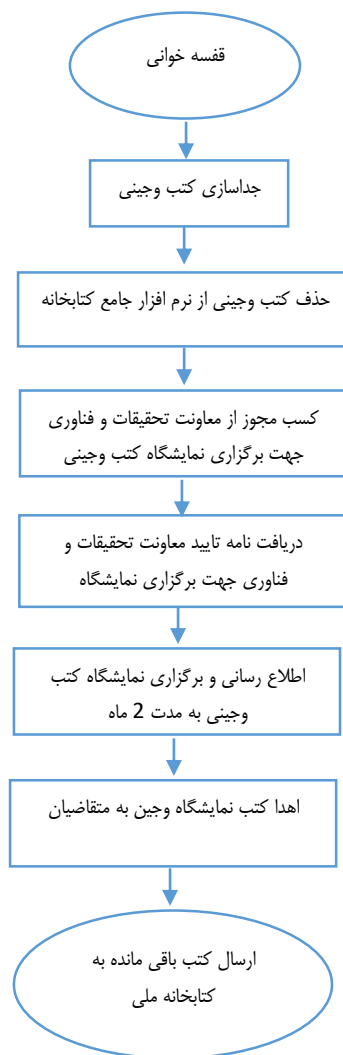 قفسه خوانی
جداسازی کتب وجینی
حذف کتب وجینی از نرم افزار جامع کتابخانه
کسب مجوز از معاونت تحقیقات و فناوری
جهت برگزاری نمایشگاه کتب وجینی
دریافت نامه تایید معاونت تحقیقات و
فناوری جهت برگزاری نمایشگاه
اطلاع رسانی و برگزاری نمایشگاه کتب
وجینی به مدت 2 ماه
اهدا کتب نمایشگاه وجین به متقاضیان
ارسال کتب باقی مانده به
کتابخانه ملی